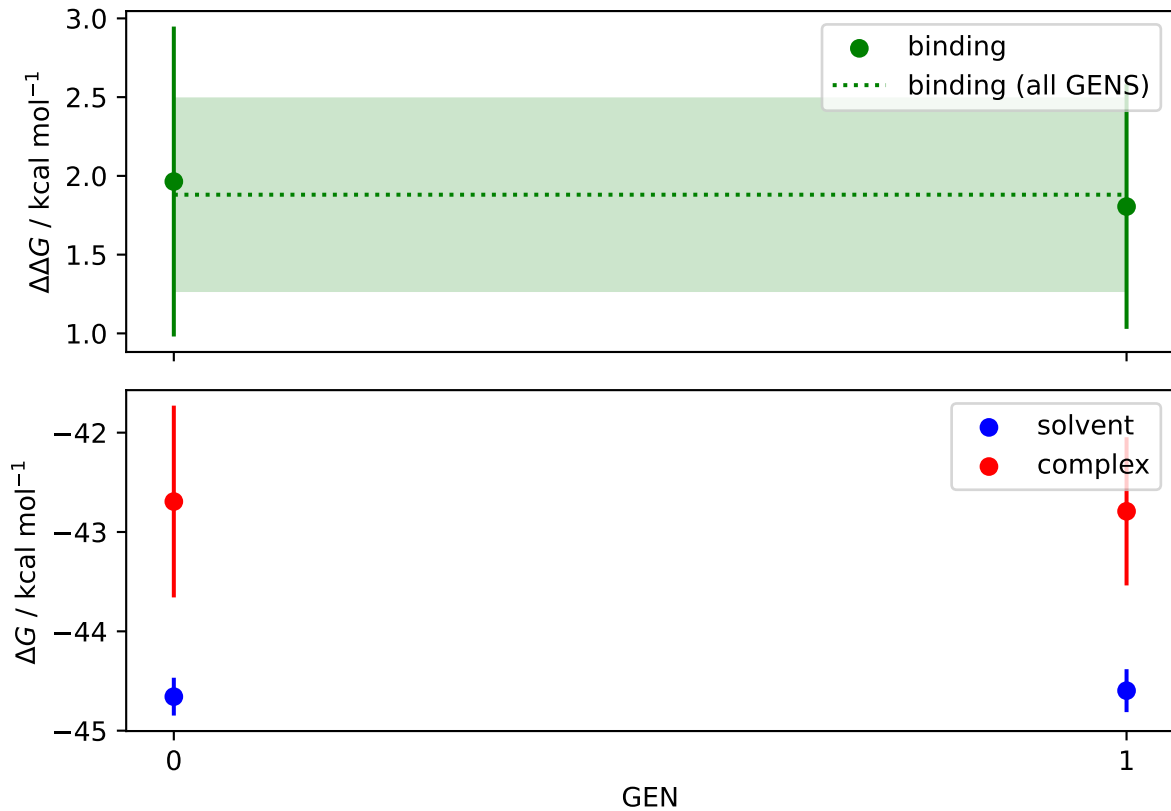 3.0
2.5
2.0
1.5
1.0
ΔΔG / kcal mol⁻¹
binding
binding (all GENS)
−42
−43
−44
−45
ΔG / kcal mol⁻¹
solvent
complex
0
1
GEN